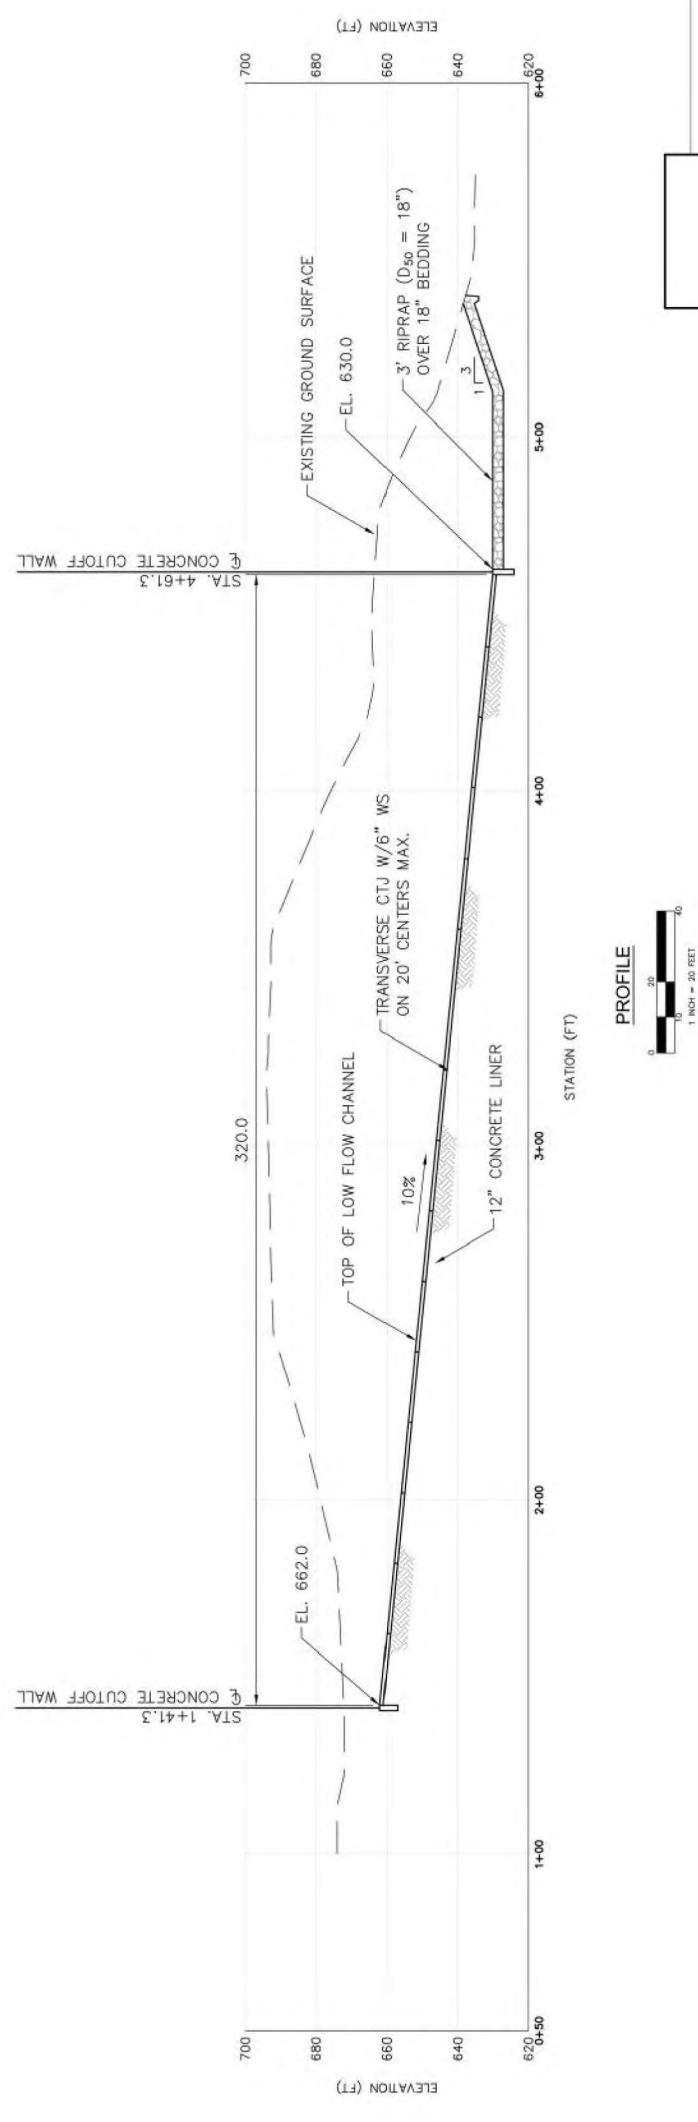 STA. 1+41.3
℄ CONCRETE CUTOFF WALL
STA. 4+61.3
℄ CONCRETE CUTOFF WALL
320.0
ELEVATION (FT)
700
680
660
640
620
700
680
660
640
620
ELEVATION (FT)
EL. 662.0
TOP OF LOW FLOW CHANNEL
10%
12" CONCRETE LINER
TRANSVERSE CTJ W/6" WS
ON 20' CENTERS MAX.
EXISTING GROUND SURFACE
EL. 630.0
3' RIPRAP (D50 = 18")
OVER 18" BEDDING
3
1
0+50
1+00
2+00
3+00
4+00
5+00
6+00
STATION (FT)
PROFILE
0
20
10
40
1 INCH = 20 FEET